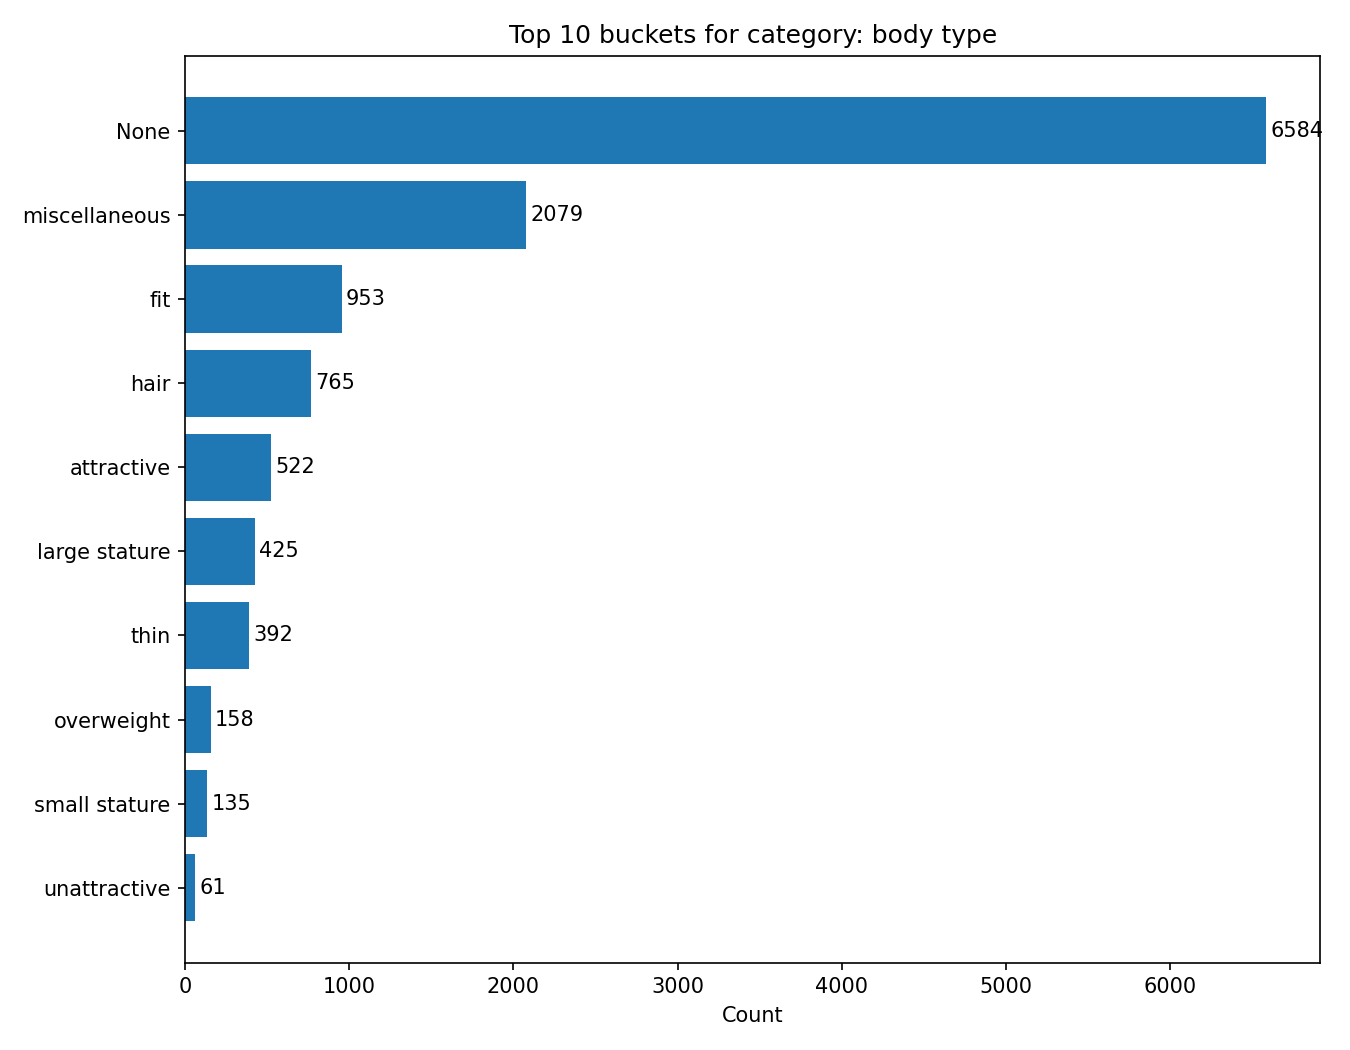 Top 10 buckets for category: body type
None 6584
miscellaneous 2079
fit 953
hair 765
attractive 522
large stature 425
thin 392
overweight 158
small stature 135
unattractive 61
0 1000 2000 3000 4000 5000 6000
Count